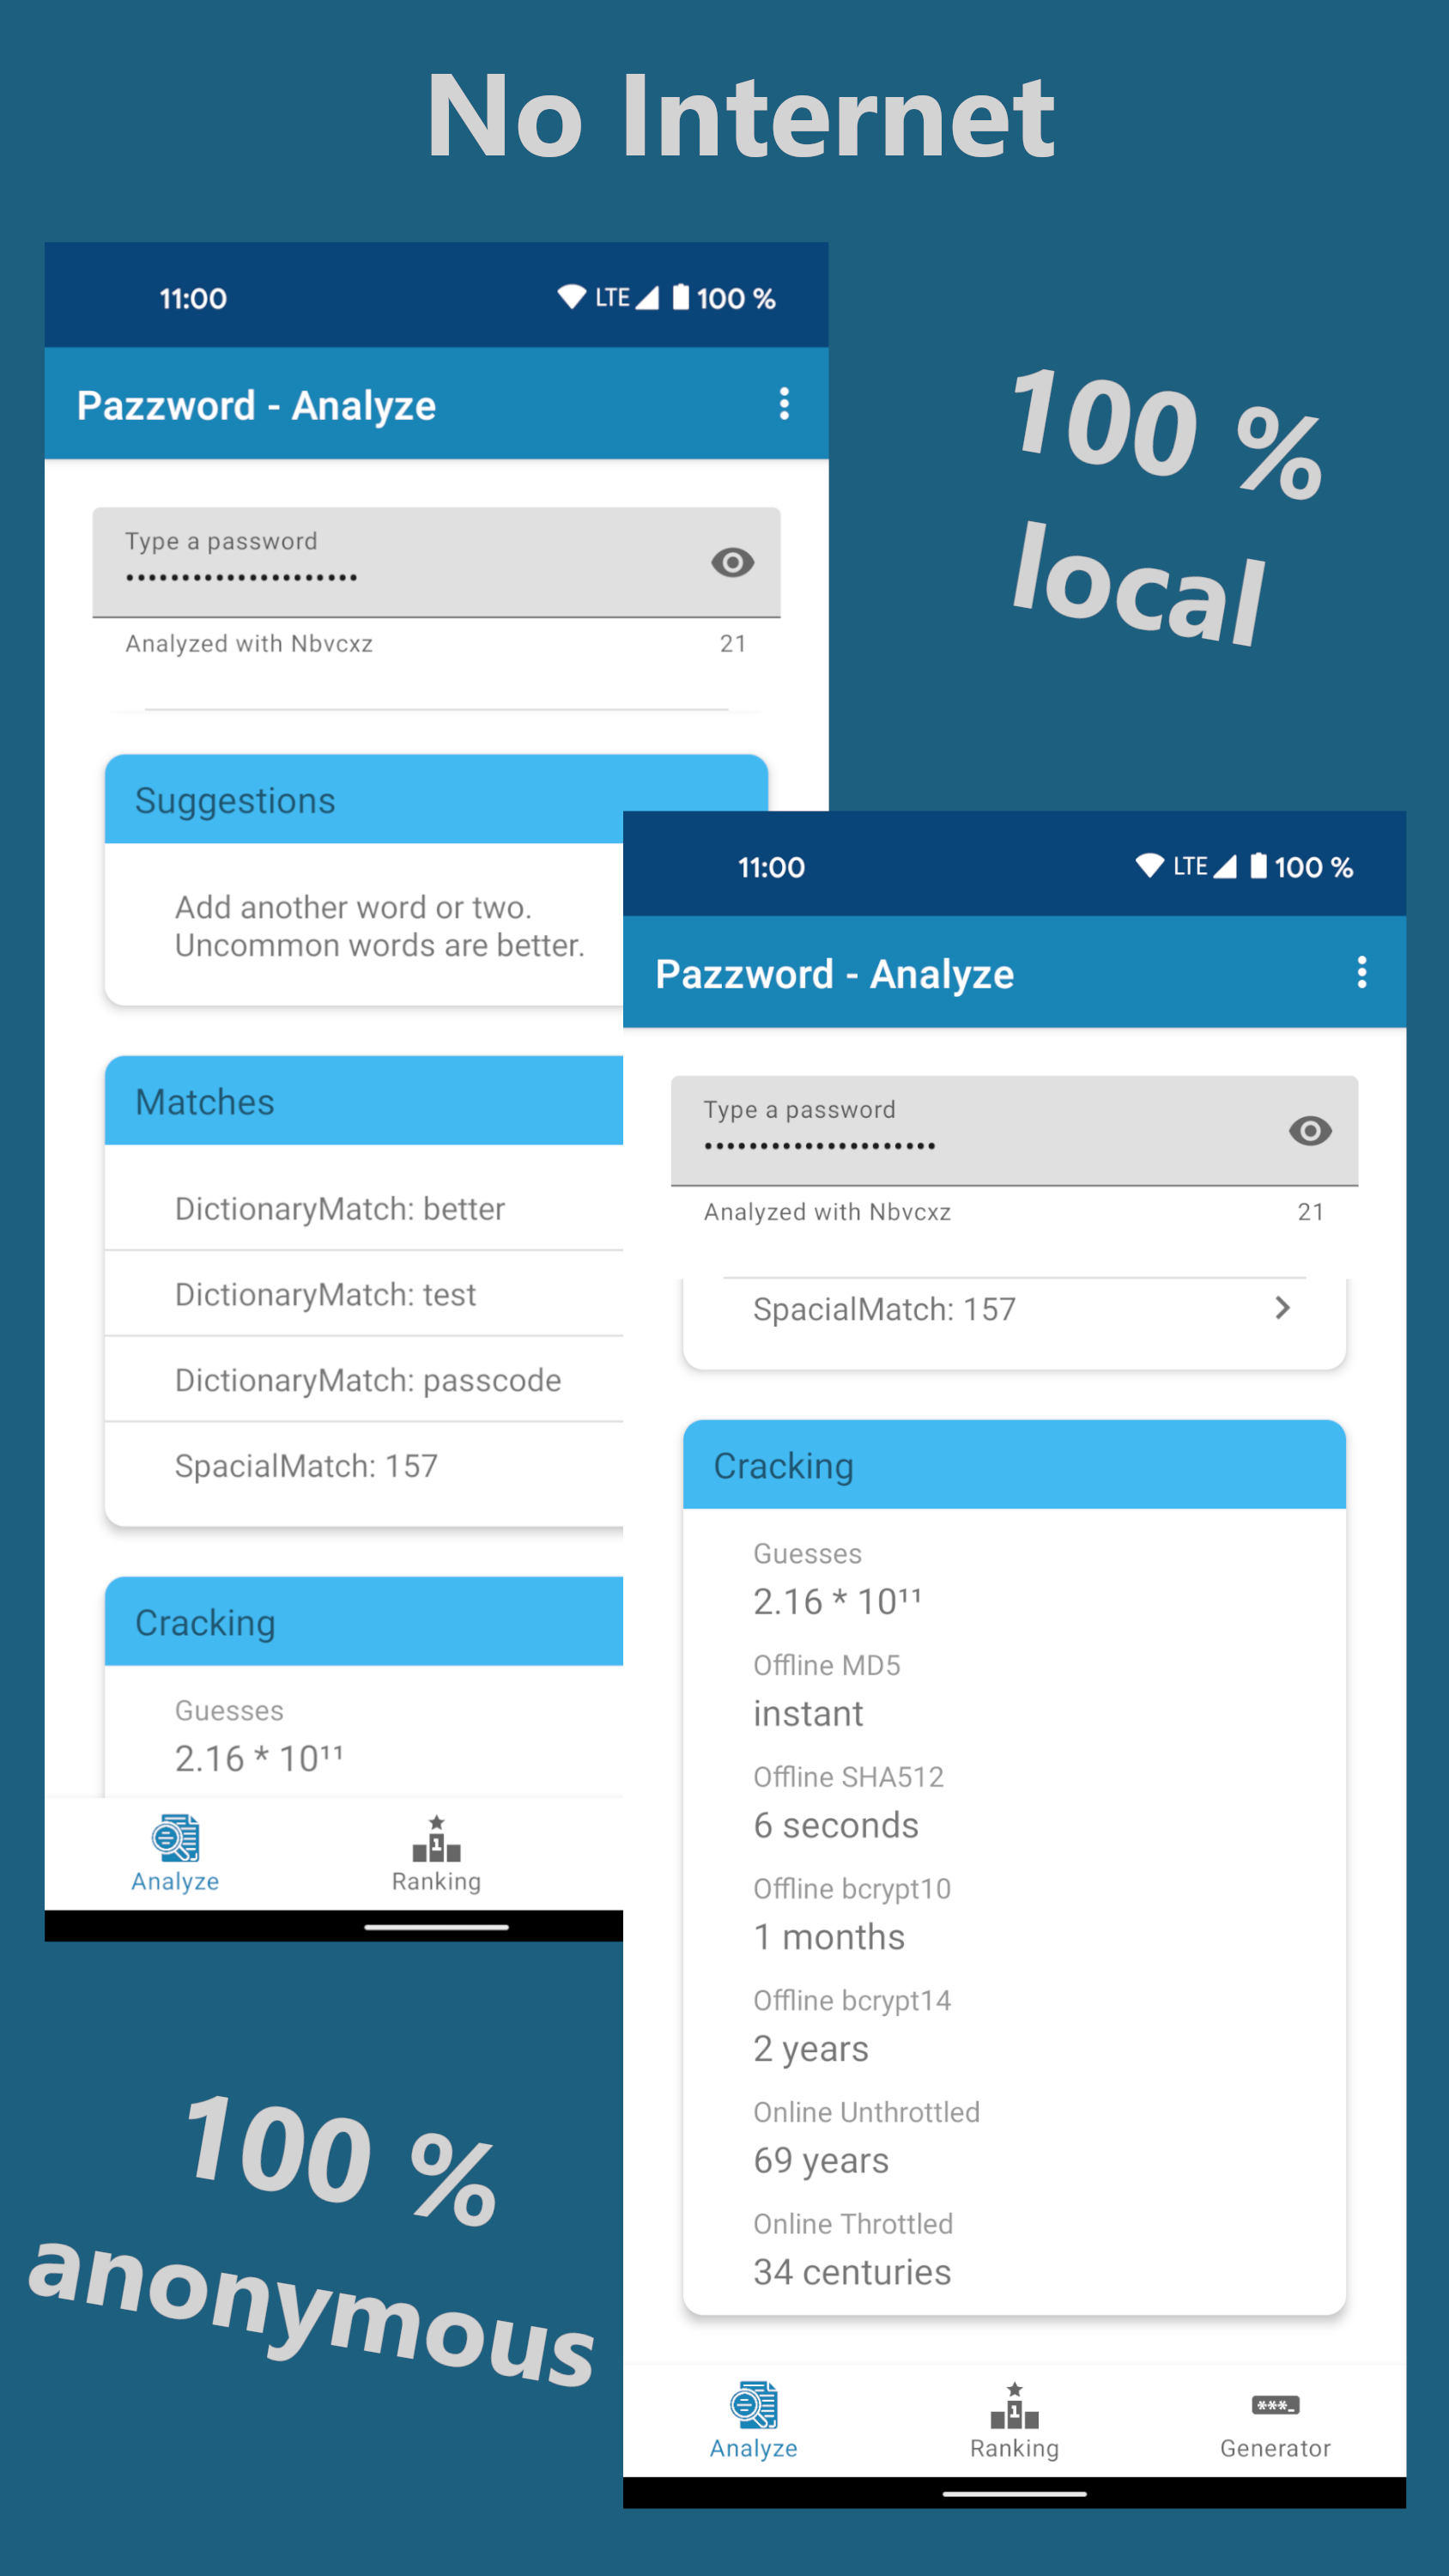 No Internet
11:00 LTE 100 %
Pazzword - Analyze
Type a password
•••••••••••••••••••••
Analyzed with Nbvcxz 21
Suggestions
Add another word or two.
Uncommon words are better.
Matches
DictionaryMatch: better
DictionaryMatch: test
DictionaryMatch: passcode
SpacialMatch: 157
Cracking
Guesses
2.16 * 10¹¹
Analyze
Ranking
100 %
local
11:00 LTE 100 %
Pazzword - Analyze
Type a password
•••••••••••••••••••••
Analyzed with Nbvcxz 21
SpacialMatch: 157
Cracking
Guesses
2.16 * 10¹¹
Offline MD5
instant
Offline SHA512
6 seconds
Offline bcrypt10
1 months
Offline bcrypt14
2 years
Online Unthrottled
69 years
Online Throttled
34 centuries
1
***_
Analyze
Ranking
Generator
100 %
anonymous